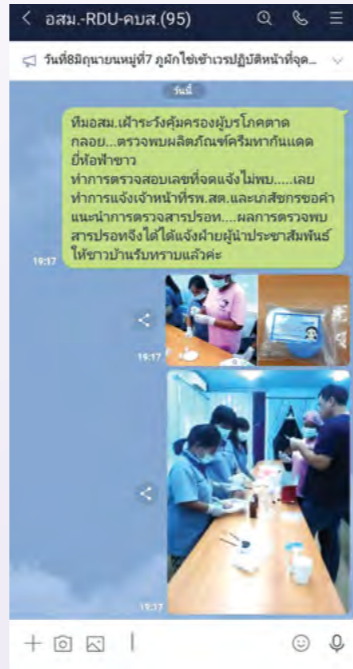 อสม.-RDU-คบส.(95)
วันที่8มิถุนายนหมู่ที่7 ภูผักไซ่เช้าเวรปฏิบัติหน้าที่จุด...
วันนี้
ทีมอสม.เฝ้าระวังคุ้มครองผู้บรโภคตาด
กลอย...ตรวจพบผลิตภัณฑ์ครีมทากันแดด
ยี่ห้อฟ้าขาว
ทำการตรวจสอบเลขที่จดแจ้งไม่พบ.....เลย
ทำการแจ้งเจ้าหน้าที่รพ.สต.และเภสัชกรขอคำ
แนะนำการตรวจสารปรอท....ผลการตรวจพบ
สารปรอทจึงได้ได้แจ้งฝ่ายผู้นำประชาสัมพันธ์
ให้ชาวบ้านรับทราบแล้วค่ะ
19:17
19:17
19:17